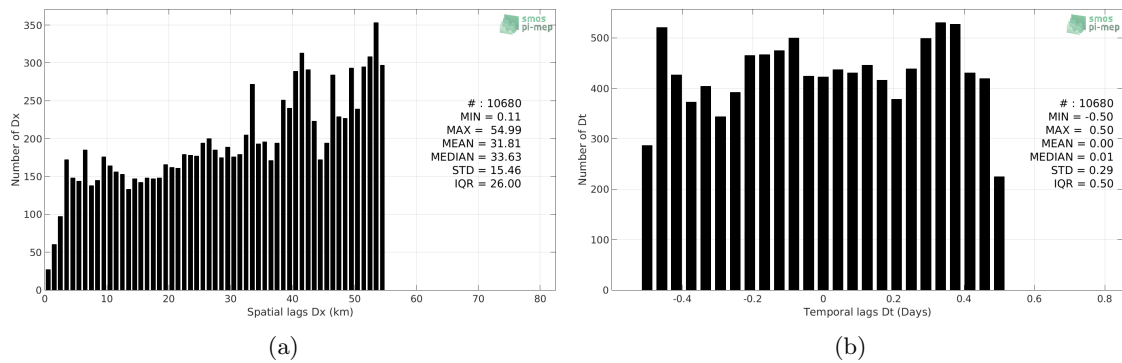 350
300
250
200
150
100
50
0
Number of Dx
0 10 20 30 40 50 60 70 80
Spatial lags Dx (km)
smos
pi-mep
# : 10680
MIN = 0.11
MAX = 54.99
MEAN = 31.81
MEDIAN = 33.63
STD = 15.46
IQR = 26.00
(a)
500
400
300
200
100
0
Number of Dt
-0.4 -0.2 0 0.2 0.4 0.6 0.8
Temporal lags Dt (Days)
smos
pi-mep
# : 10680
MIN = -0.50
MAX = 0.50
MEAN = 0.00
MEDIAN = 0.01
STD = 0.29
IQR = 0.50
(b)